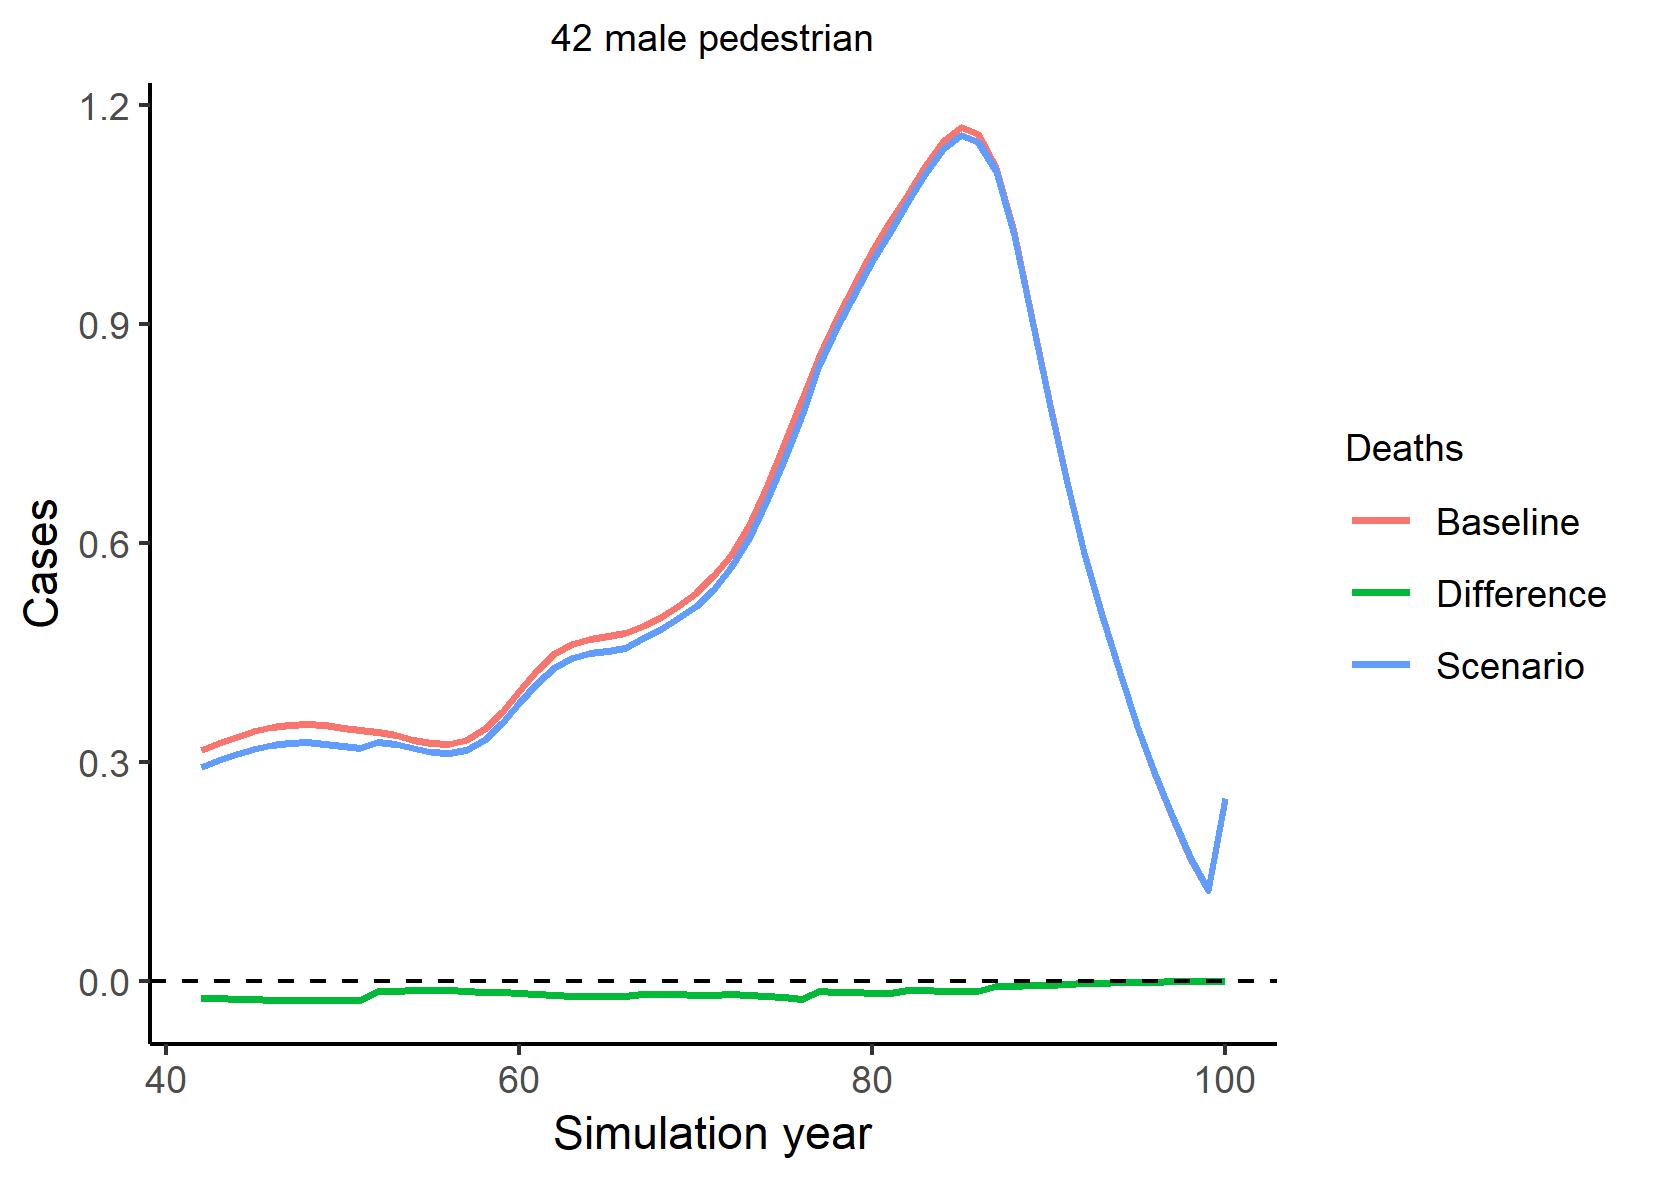 42 male pedestrian
1.2
0.9
0.6
0.3
0.0
Cases
40 60 80 100
Simulation year
Deaths
Baseline
Difference
Scenario